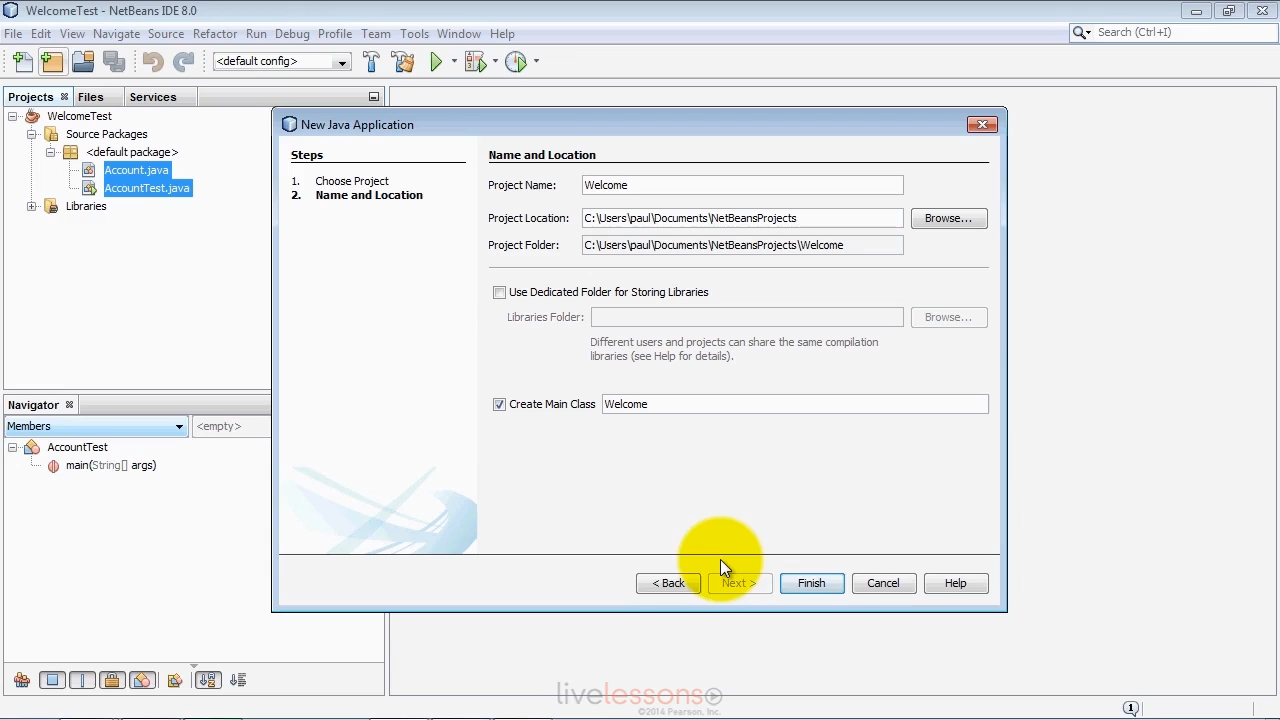 WelcomeTest - NetBeans IDE 8.0
File Edit View Navigate Source Refactor Run Debug Profile Team Tools Window Help
Search (Ctrl+I)
<default config>
Projects Files Services
WelcomeTest
Source Packages
<default package>
Account.java
AccountTest.java
Libraries
Navigator
Members
<empty>
AccountTest
main(String[] args)
New Java Application
Steps
1. Choose Project
2. Name and Location
Name and Location
Project Name: Welcome
Project Location: C:\Users\paul\Documents\NetBeansProjects Browse...
Project Folder: C:\Users\paul\Documents\NetBeansProjects\Welcome
Use Dedicated Folder for Storing Libraries
Libraries Folder: Browse...
Different users and projects can share the same compilation
libraries (see Help for details).
Create Main Class Welcome
< Back Next > Finish Cancel Help
livelessons
©2014 Pearson, Inc.
1